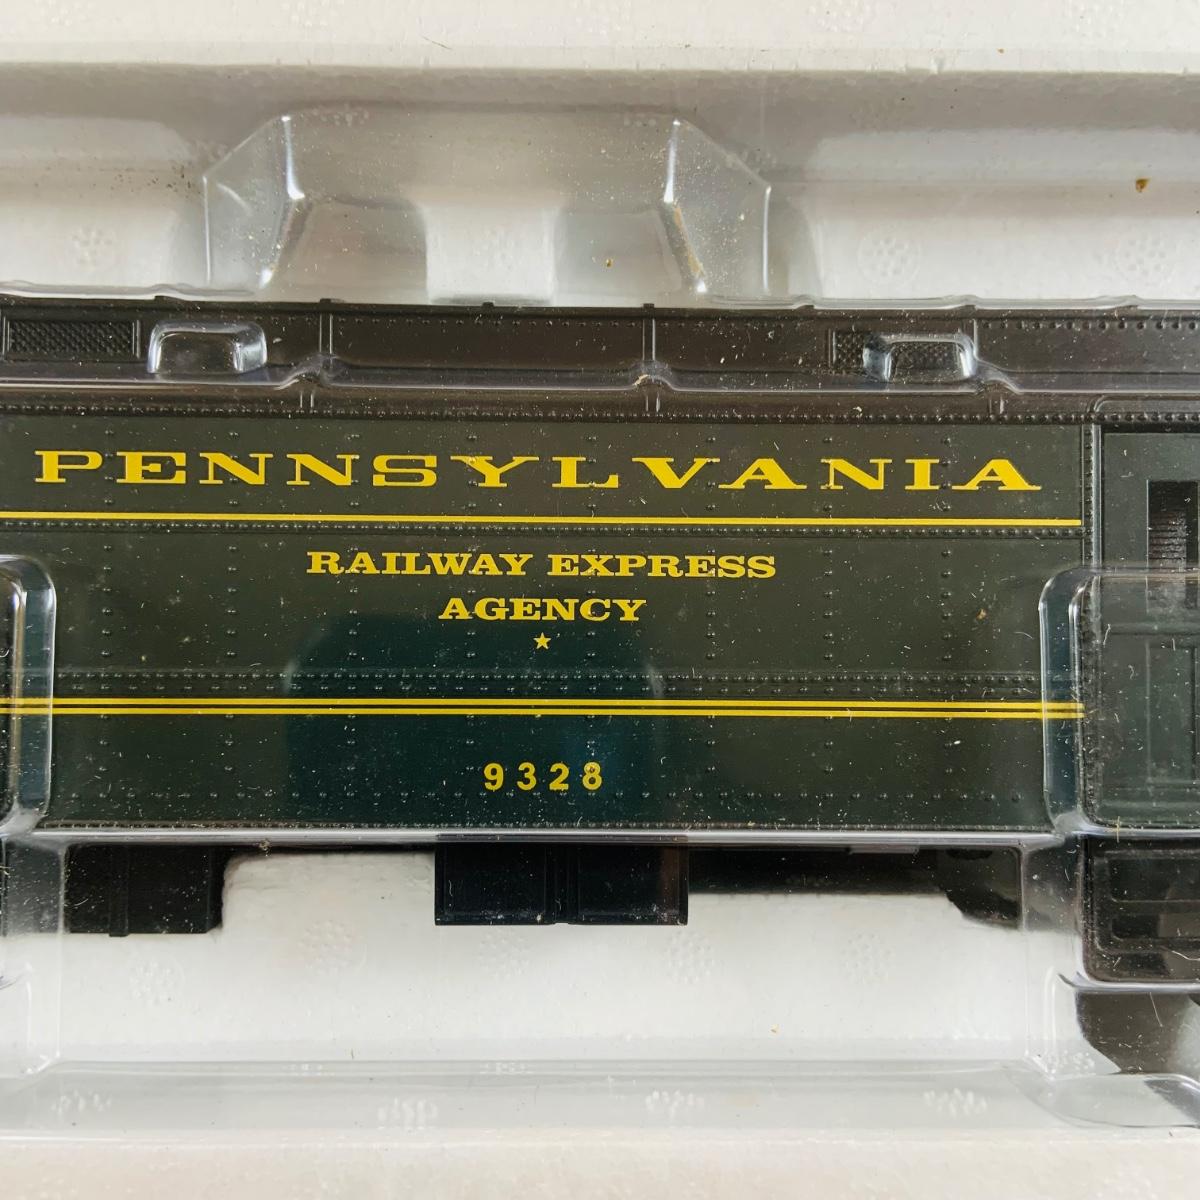 PENNSYLVANIA
RAILWAY EXPRESS
AGENCY
9328